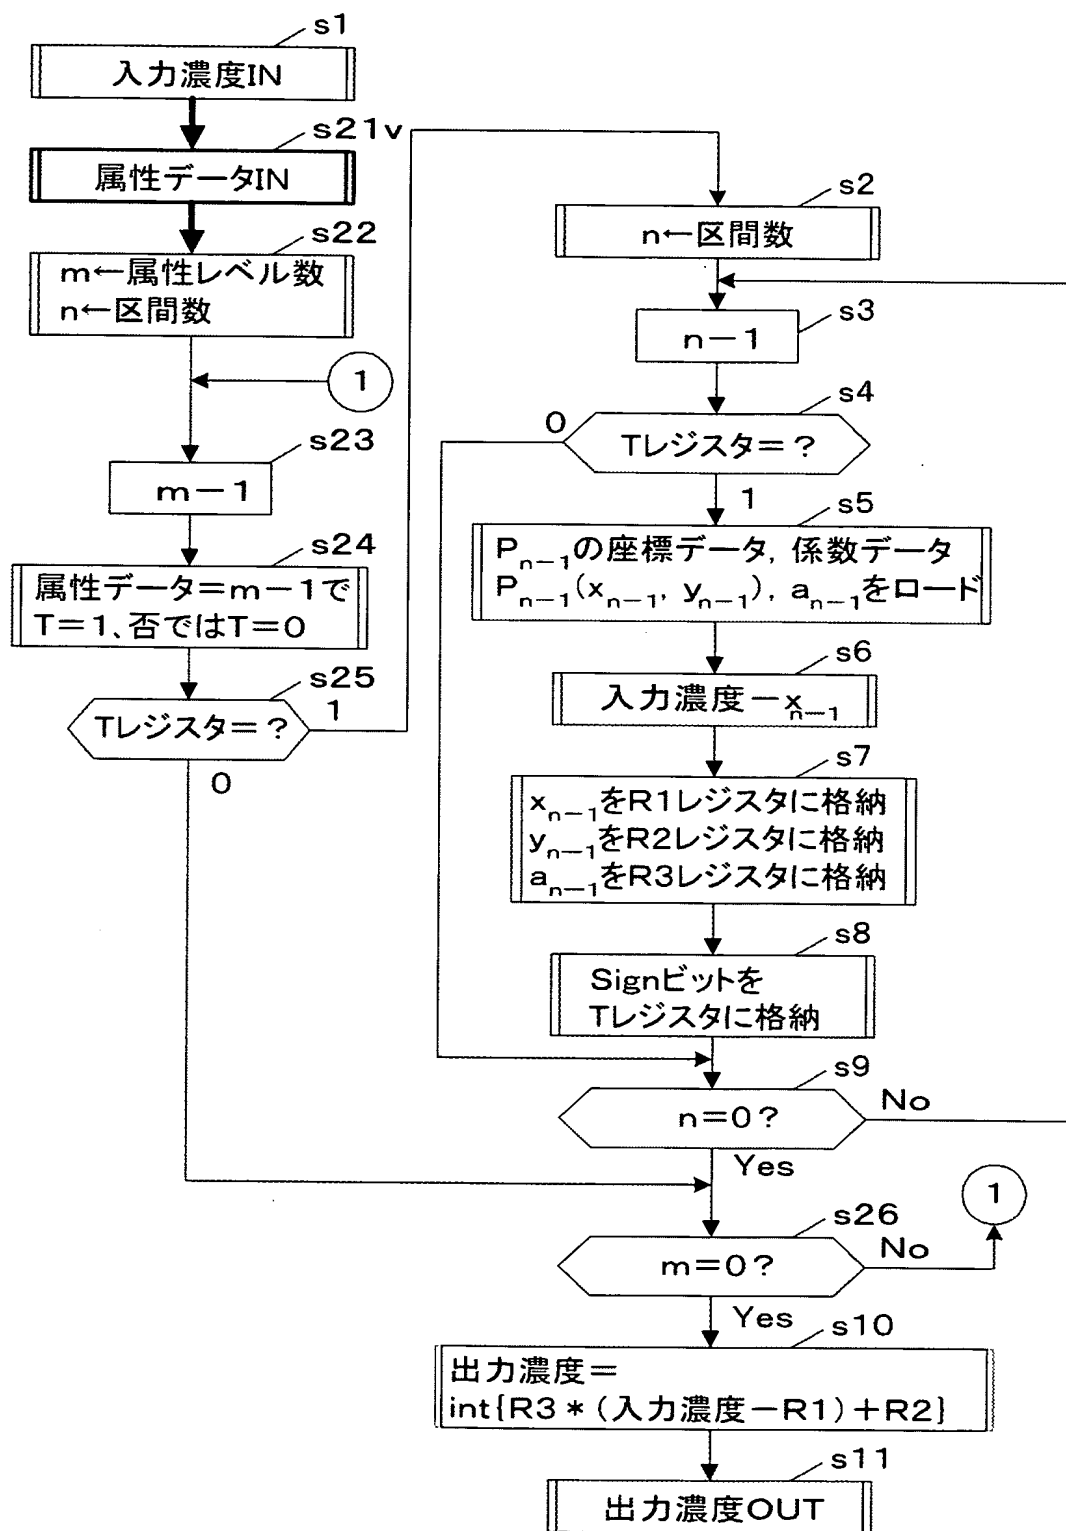 s1
入力濃度IN
s21v
属性データIN
s22
m←属性レベル数
n←区間数
1
s23
m－1
s24
属性データ＝m－1で
T＝1、否ではT＝0
s25
Tレジスタ＝？
1
0
s2
n←区間数
s3
n－1
s4
0
Tレジスタ＝？
1
s5
Pn－1の座標データ，係数データ
Pn－1(xn－1，yn－1)，an－1をロード
s6
入力濃度－xn－1
s7
xn－1をR1レジスタに格納
yn－1をR2レジスタに格納
an－1をR3レジスタに格納
s8
Signビットを
Tレジスタに格納
s9
n＝0？
No
Yes
1
s26
m＝0？
No
Yes
s10
出力濃度＝
int{R3＊(入力濃度－R1)＋R2}
s11
出力濃度OUT